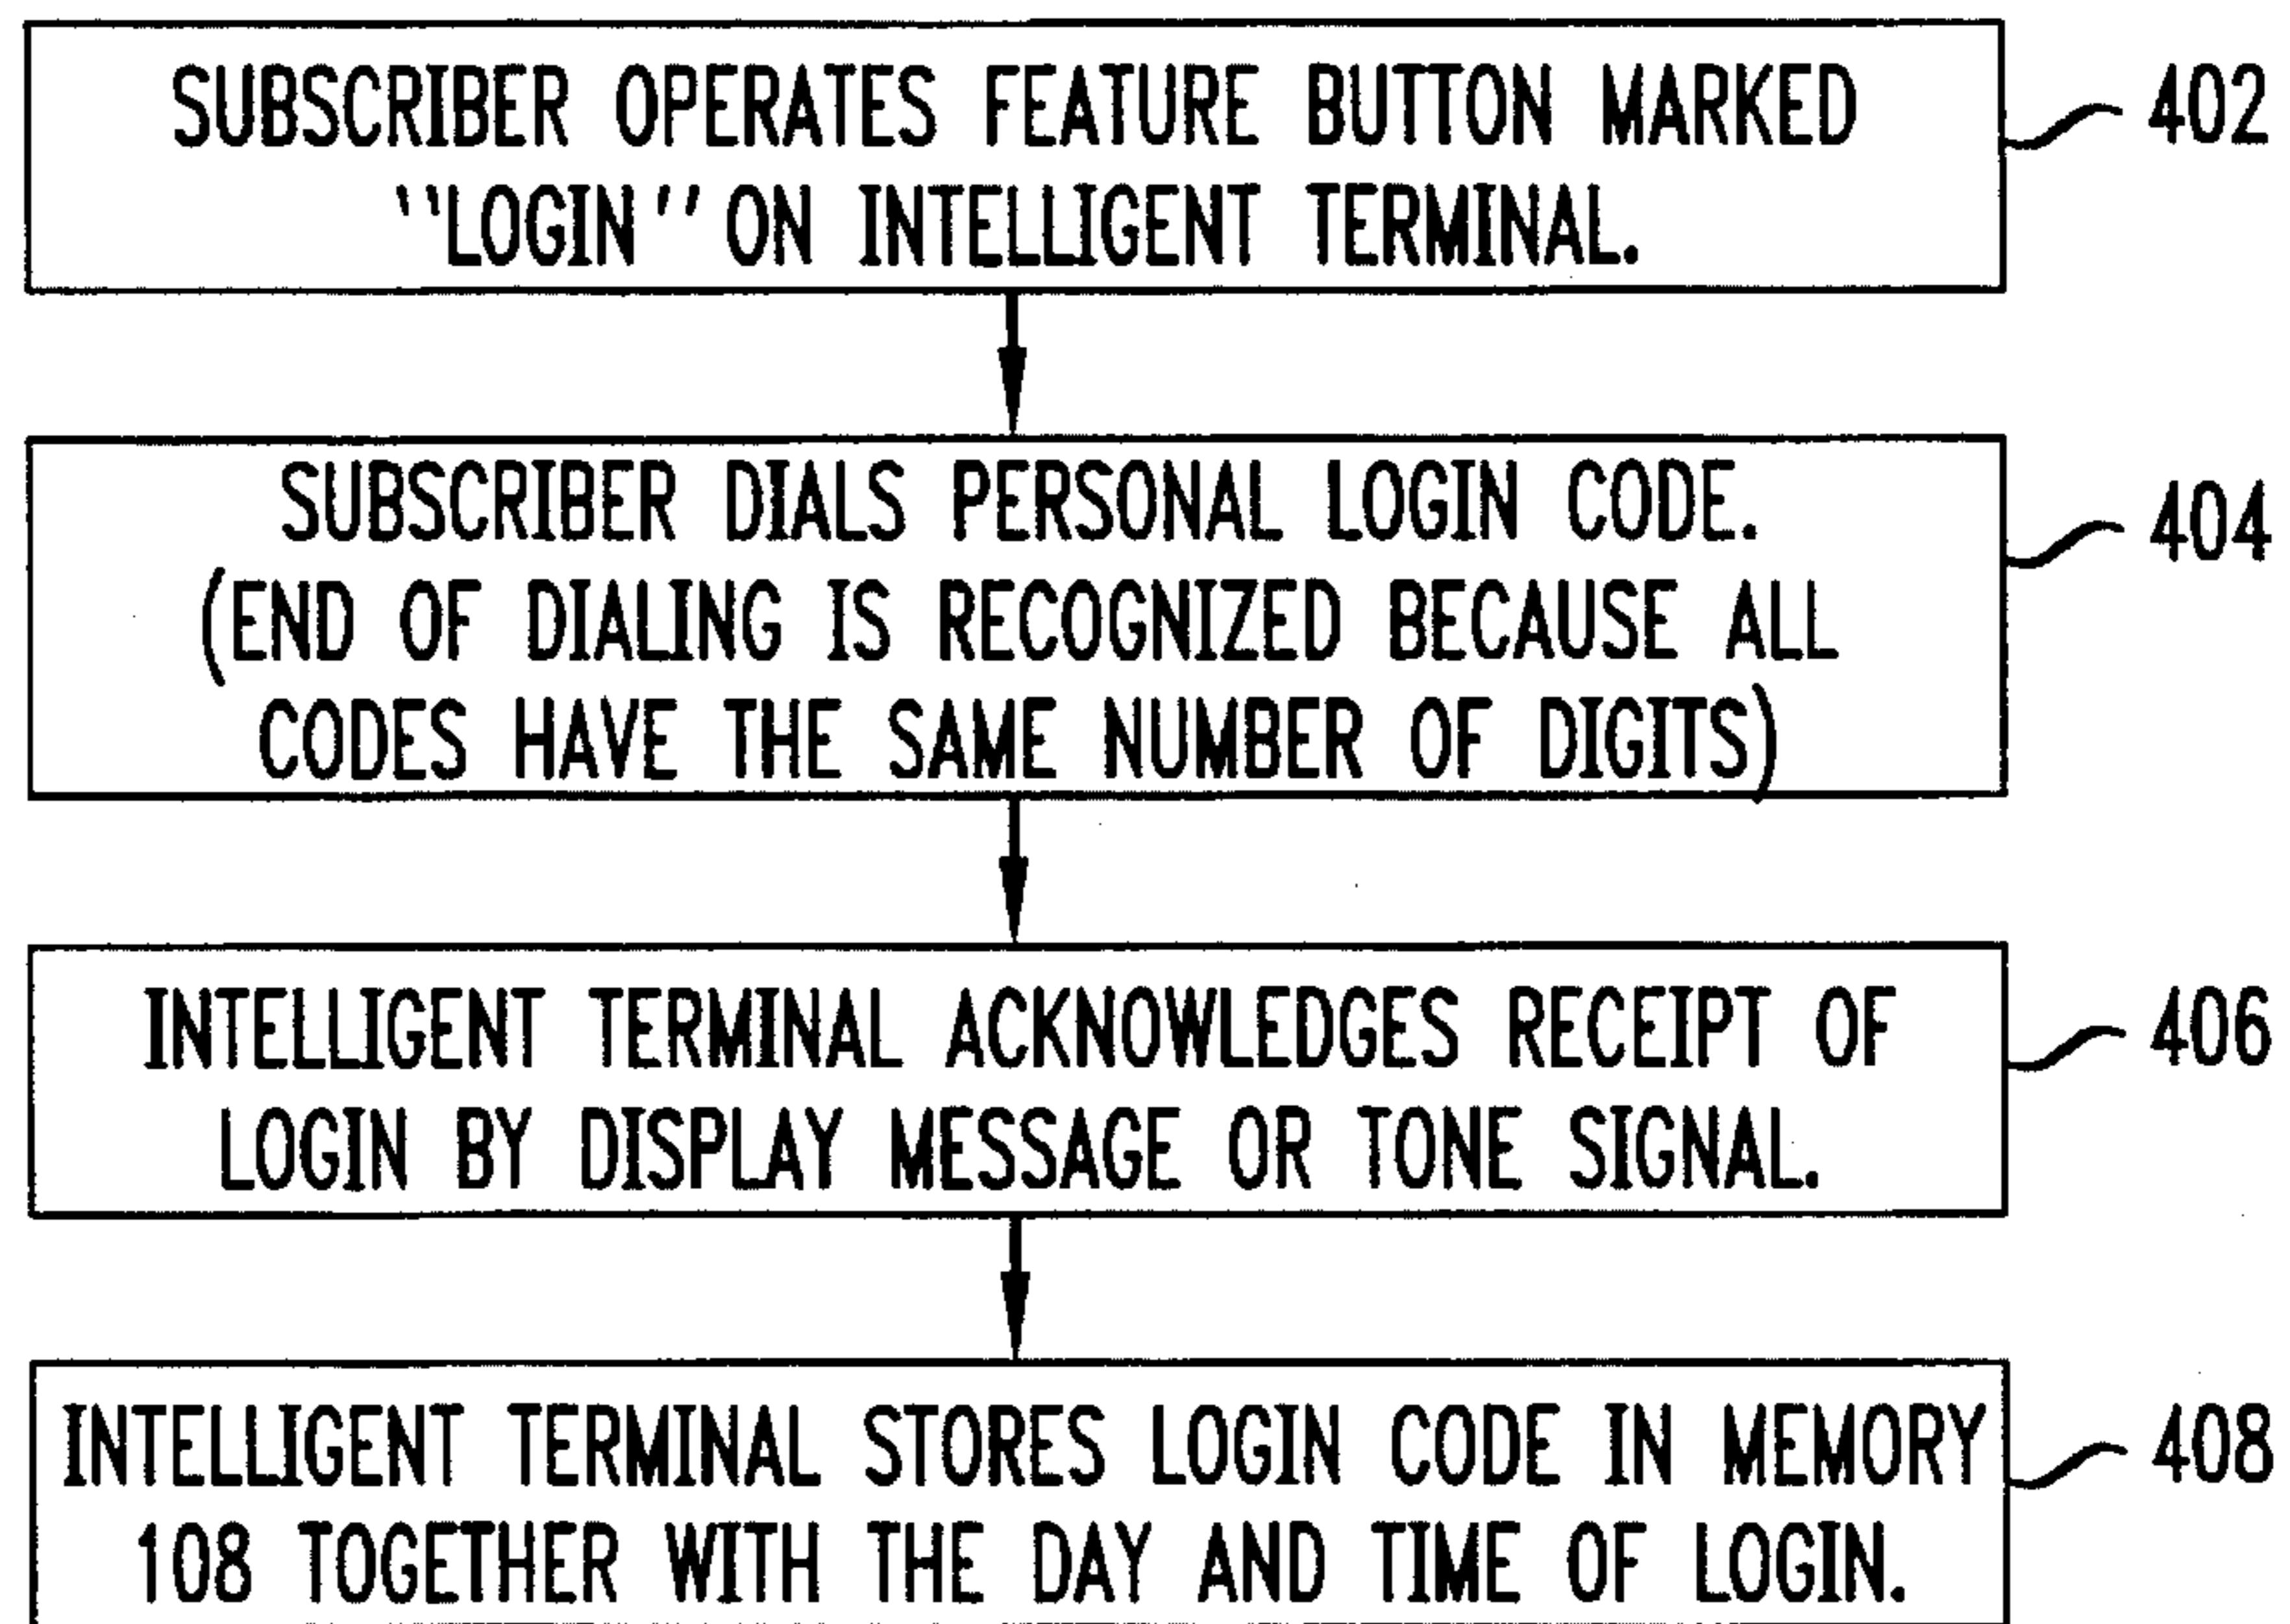 SUBSCRIBER OPERATES FEATURE BUTTON MARKED
402
"LOGIN" ON INTELLIGENT TERMINAL.
SUBSCRIBER DIALS PERSONAL LOGIN CODE.
404
(END OF DIALING IS RECOGNIZED BECAUSE ALL
CODES HAVE THE SAME NUMBER OF DIGITS)
INTELLIGENT TERMINAL ACKNOWLEDGES RECEIPT OF
406
LOGIN BY DISPLAY MESSAGE OR TONE SIGNAL.
INTELLIGENT TERMINAL STORES LOGIN CODE IN MEMORY
408
108 TOGETHER WITH THE DAY AND TIME OF LOGIN.